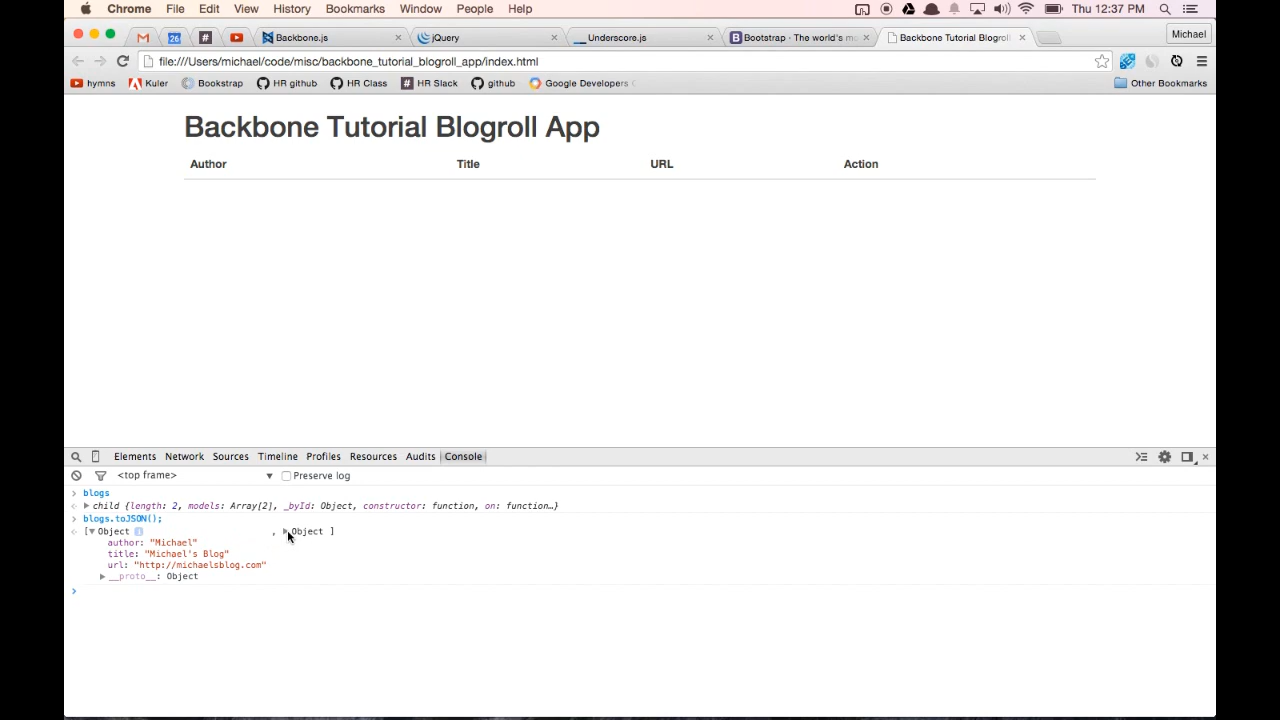 Chrome File Edit View History Bookmarks Window People Help Thu 12:37 PM
26 # Backbone.js jQuery Underscore.js Bootstrap · The world's mo Backbone Tutorial Blogroll Michael
file:///Users/michael/code/misc/backbone_tutorial_blogroll_app/index.html
hymns Kuler Bookstrap HR github HR Class # HR Slack github Google Developers Other Bookmarks
Backbone Tutorial Blogroll App
Author Title URL Action
Elements Network Sources Timeline Profiles Resources Audits Console
<top frame> Preserve log
blogs
child {length: 2, models: Array[2], _byId: Object, constructor: function, on: function…}
blogs.toJSON();
[Object , Object ]
author: "Michael"
title: "Michael's Blog"
url: "http://michaelsblog.com"
__proto__: Object